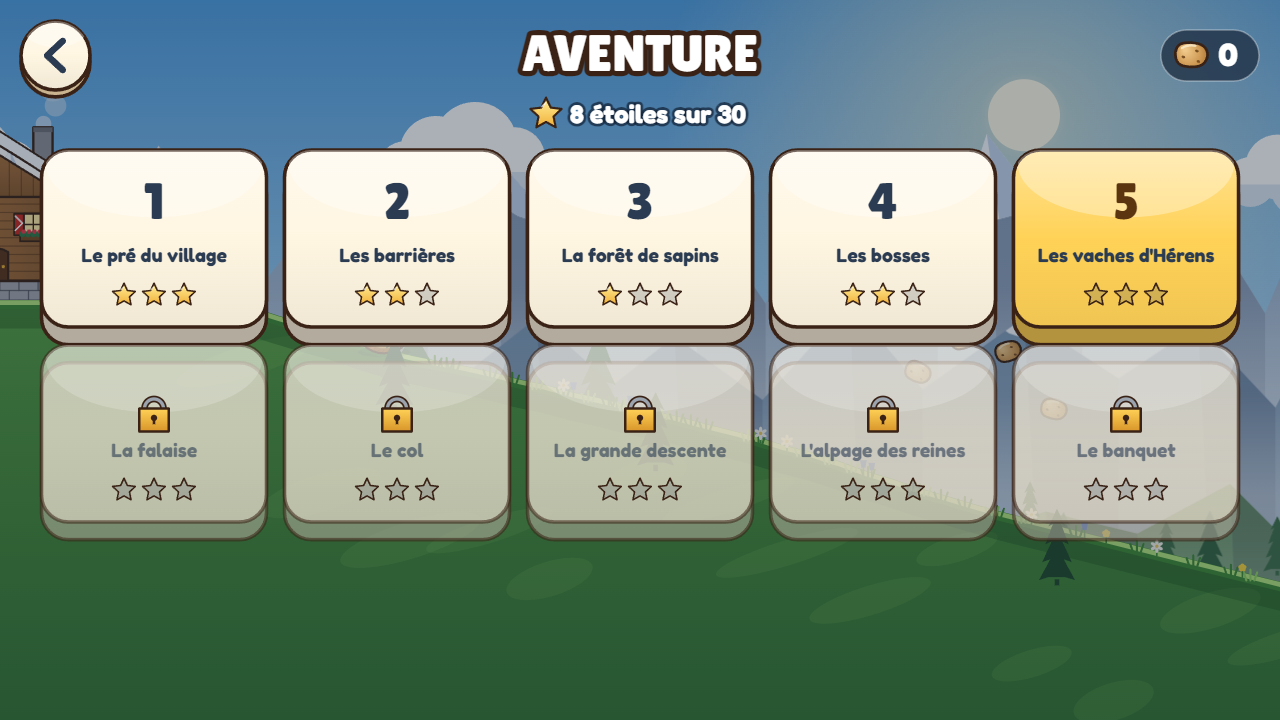 AVENTURE
0
8 étoiles sur 30
1
2
3
4
5
Le pré du village
Les barrières
La forêt de sapins
Les bosses
Les vaches d'Hérens
La falaise
Le col
La grande descente
L'alpage des reines
Le banquet